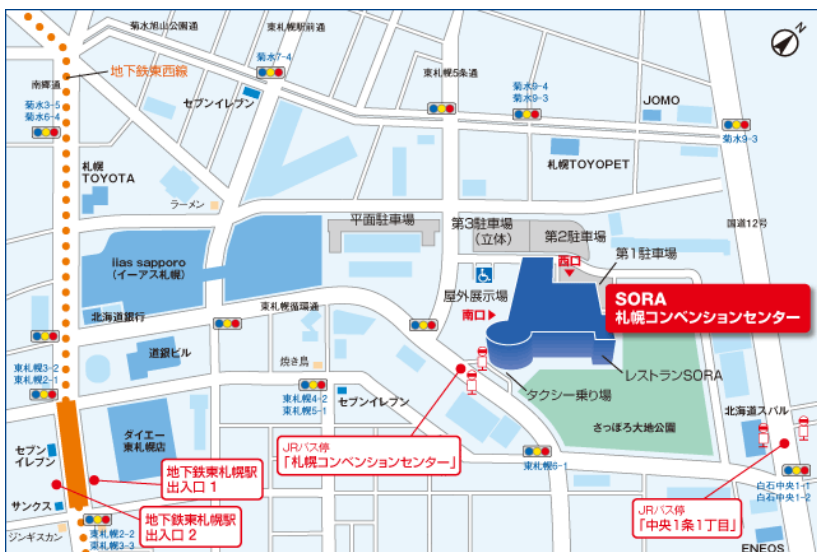 菊水旭山公園通
東札幌駅前通
N
菊水7-4
地下鉄東西線
南郷通
菊水3-5
菊水6-4
セブンイレブン
東札幌5条通
菊水9-4
菊水9-3
JOMO
菊水9-3
札幌
TOYOTA
札幌TOYOPET
ラーメン
平面駐車場
第3駐車場
(立体)
第2駐車場
国道12号
iias sapporo
(イーアス札幌)
西口
第1駐車場
屋外展示場
南口
SORA
札幌コンベンションセンター
北海道銀行
東札幌循環通
道銀ビル
焼き鳥
東札幌3-2
東札幌2-1
東札幌4-2
東札幌5-1
セブンイレブン
レストランSORA
タクシー乗り場
さっぽろ大地公園
北海道スバル
ダイエー
東札幌店
セブン
イレブン
JRバス停
「札幌コンベンションセンター」
東札幌6-1
地下鉄東札幌駅
出入口 1
サンクス
地下鉄東札幌駅
出入口 2
ジンギスカン
東札幌2-2
東札幌3-3
白石中央1-1
白石中央1-2
JRバス停
「中央1条1丁目」
ENEOS